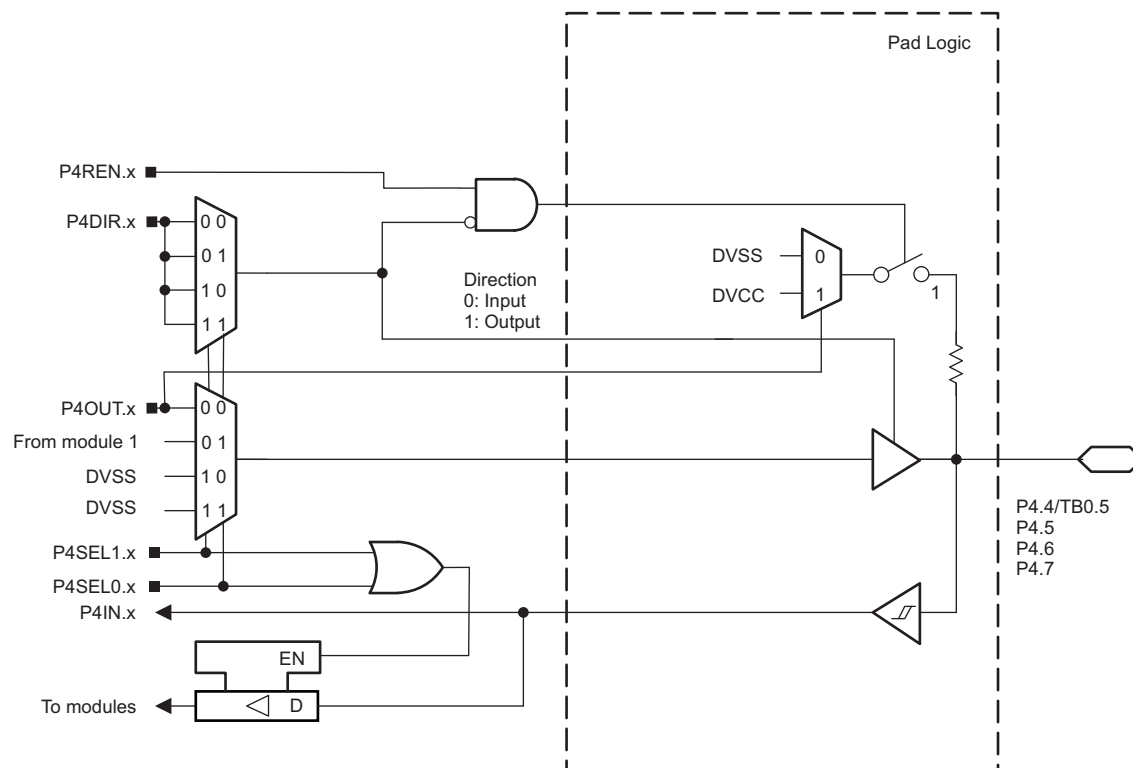 Pad Logic
P4REN.x
P4DIR.x
0 0
0 1
1 0
1 1
Direction
0: Input
1: Output
DVSS
0
DVCC
1
1
P4OUT.x
0 0
From module 1
0 1
DVSS
1 0
DVSS
1 1
P4SEL1.x
P4SEL0.x
P4IN.x
EN
To modules
D
P4.4/TB0.5
P4.5
P4.6
P4.7